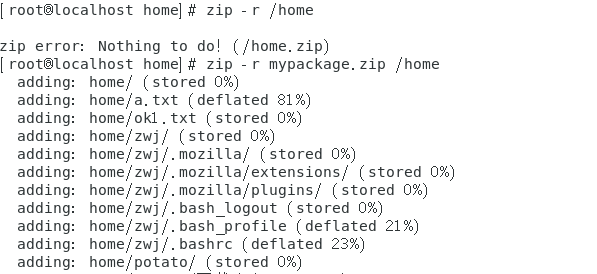 [root@localhost home]# zip -r /home
zip error: Nothing to do! (/home.zip)
[root@localhost home]# zip -r mypackage.zip /home
adding: home/ (stored 0%)
adding: home/a.txt (deflated 81%)
adding: home/ok1.txt (stored 0%)
adding: home/zwj/ (stored 0%)
adding: home/zwj/.mozilla/ (stored 0%)
adding: home/zwj/.mozilla/extensions/ (stored 0%)
adding: home/zwj/.mozilla/plugins/ (stored 0%)
adding: home/zwj/.bash_logout (stored 0%)
adding: home/zwj/.bash_profile (deflated 21%)
adding: home/zwj/.bashrc (deflated 23%)
adding: home/potato/ (stored 0%)